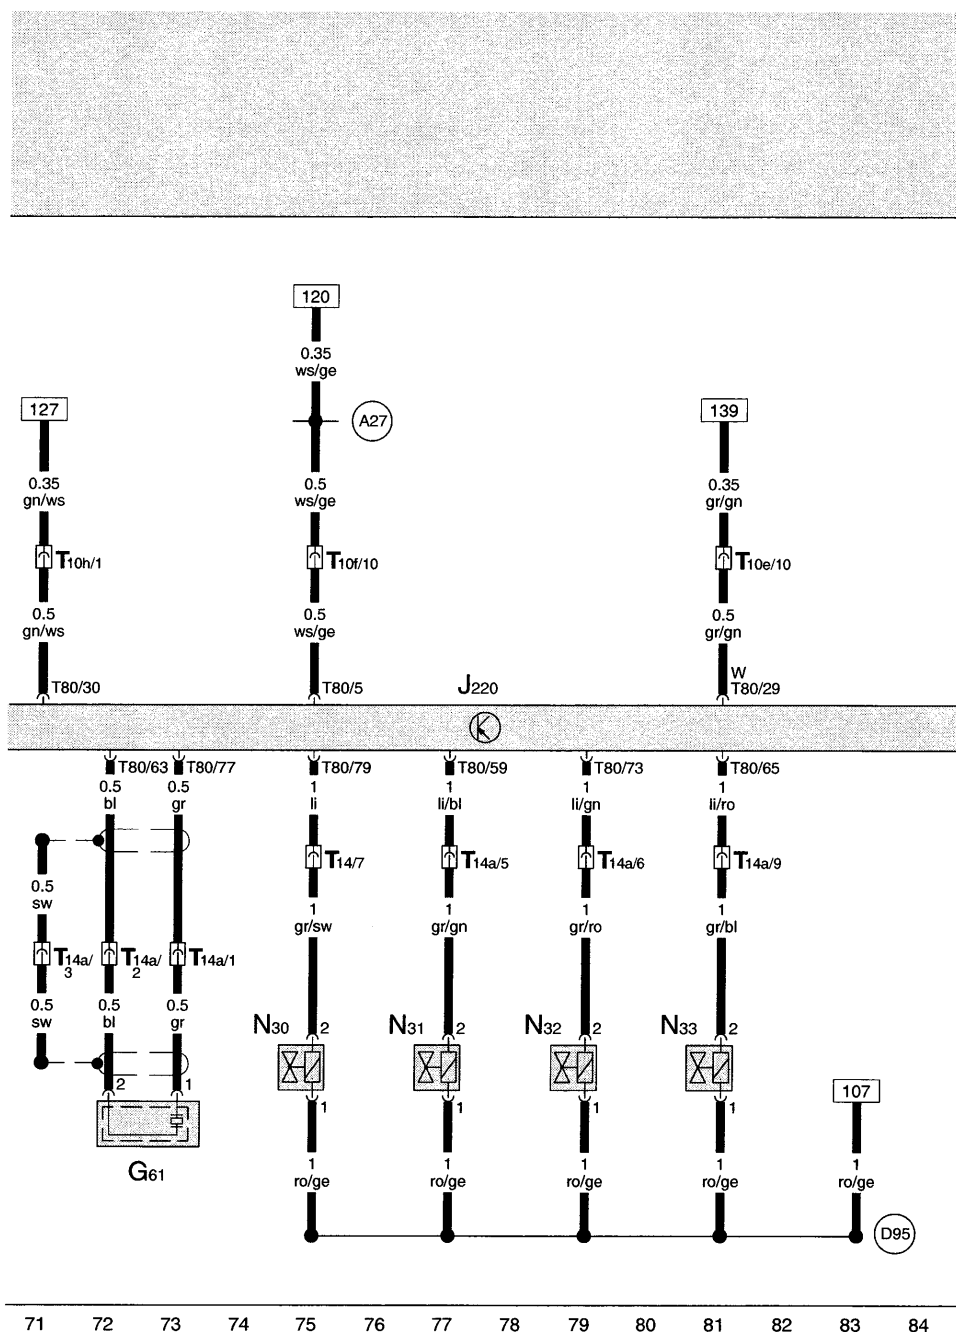 120
0.35
ws/ge
127
A27
139
0.35
gn/ws
0.5
ws/ge
0.35
gr/gn
T10h/1
T10f/10
T10e/10
0.5
gn/ws
0.5
ws/ge
0.5
gr/gn
T80/30
T80/5
J220
W
T80/29
T80/63
T80/77
T80/79
T80/59
T80/73
T80/65
0.5
bl
0.5
gr
1
li
1
li/bl
1
li/gn
1
li/ro
T14/7
T14a/5
T14a/6
T14a/9
0.5
sw
1
gr/sw
1
gr/gn
1
gr/ro
1
gr/bl
T14a/
3
T14a/
2
T14a/1
0.5
sw
0.5
bl
0.5
gr
N30
2
N31
2
N32
2
N33
2
2
1
1
1
1
1
107
G61
1
ro/ge
1
ro/ge
1
ro/ge
1
ro/ge
1
ro/ge
D95
71 72 73 74 75 76 77 78 79 80 81 82 83 84